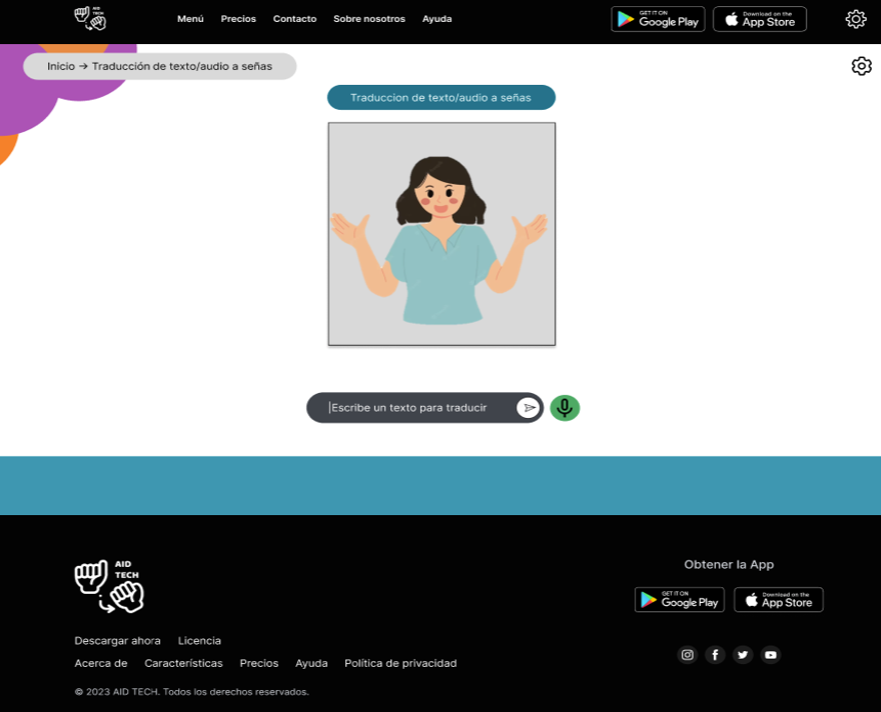 AID
TECH
Menú Precios Contacto Sobre nosotros Ayuda
GET IT ON
Google Play
Download on the
App Store
Inicio → Traducción de texto/audio a señas
Traduccion de texto/audio a señas
Escribe un texto para traducir
AID
TECH
Obtener la App
GET IT ON
Google Play
Download on the
App Store
Descargar ahora Licencia
Acerca de Características Precios Ayuda Política de privacidad
© 2023 AID TECH. Todos los derechos reservados.